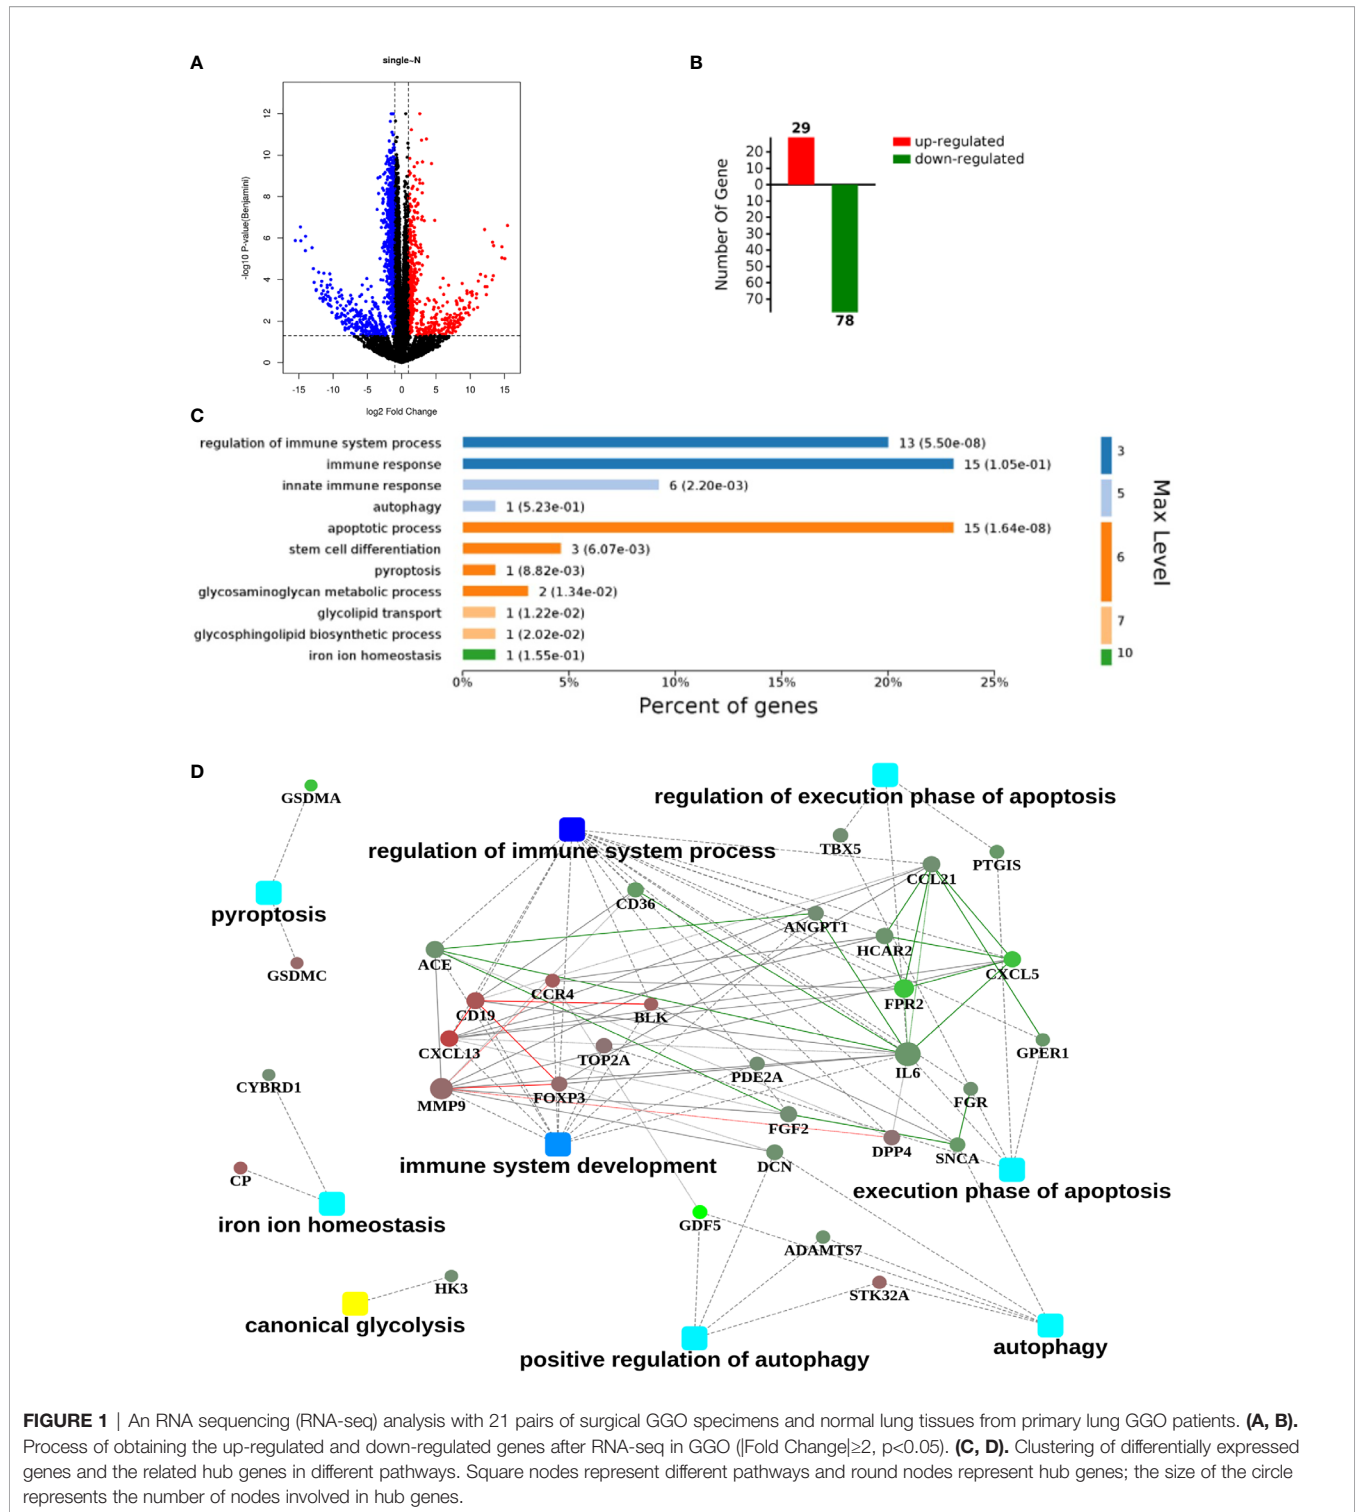 A
single~N
-log10 P-value(Benjamini)
12
10
8
6
4
2
0
-15 -10 -5 0 5 10 15
log2 Fold Change
B
29
Number Of Gene
20
10
0
10
20
30
40
50
60
70
78
up-regulated
down-regulated
C
regulation of immune system process 13 (5.50e-08)
immune response 15 (1.05e-01)
innate immune response 6 (2.20e-03)
autophagy 1 (5.23e-01)
apoptotic process 15 (1.64e-08)
stem cell differentiation 3 (6.07e-03)
pyroptosis 1 (8.82e-03)
glycosaminoglycan metabolic process 2 (1.34e-02)
glycolipid transport 1 (1.22e-02)
glycosphingolipid biosynthetic process 1 (2.02e-02)
iron ion homeostasis 1 (1.55e-01)
0% 5% 10% 15% 20% 25%
Percent of genes
3
5
6
7
10
Max Level
D
GSDMA
regulation of execution phase of apoptosis
regulation of immune system process
TBX5
PTGIS
CCL21
CD36
pyroptosis
ANGPT1
HCAR2
ACE
GSDMC
CXCL5
CCR4
FPR2
CD19
BLK
CXCL13
TOP2A
GPER1
IL6
PDE2A
CYBRD1
FOXP3
MMP9
FGR
FGF2
DPP4
SNCA
immune system development
DCN
CP
execution phase of apoptosis
iron ion homeostasis
GDF5
ADAMTS7
HK3
STK32A
canonical glycolysis
autophagy
positive regulation of autophagy
FIGURE 1 | An RNA sequencing (RNA-seq) analysis with 21 pairs of surgical GGO specimens and normal lung tissues from primary lung GGO patients. (A, B).
Process of obtaining the up-regulated and down-regulated genes after RNA-seq in GGO (|Fold Change|≥2, p<0.05). (C, D). Clustering of differentially expressed
genes and the related hub genes in different pathways. Square nodes represent different pathways and round nodes represent hub genes; the size of the circle
represents the number of nodes involved in hub genes.